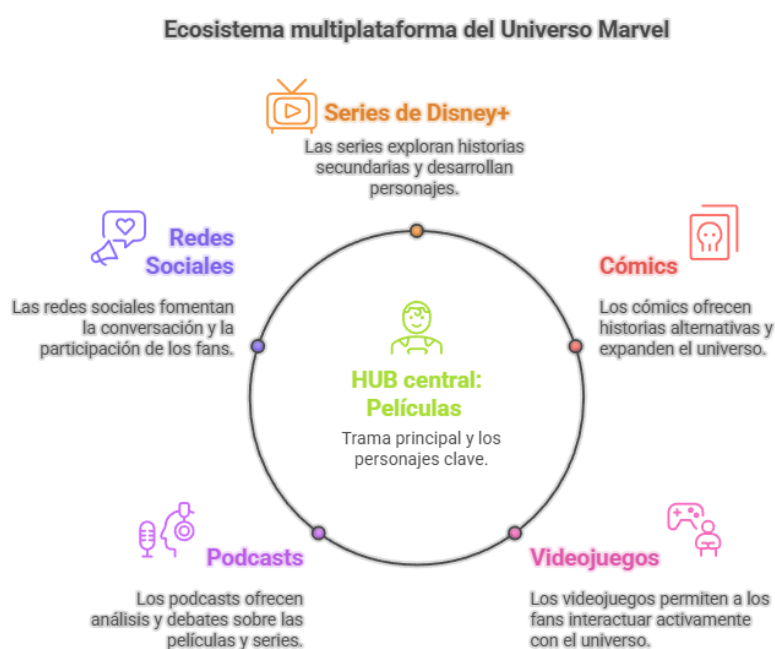 Ecosistema multiplataforma del Universo Marvel
Series de Disney+
Las series exploran historias
secundarias y desarrollan
personajes.
Redes
Sociales
Las redes sociales fomentan
la conversación y la
participación de los fans.
Cómics
Los cómics ofrecen
historias alternativas y
expanden el universo.
HUB central:
Películas
Trama principal y los
personajes clave.
Podcasts
Los podcasts ofrecen
análisis y debates sobre las
películas y series.
Videojuegos
Los videojuegos permiten a los
fans interactuar activamente
con el universo.